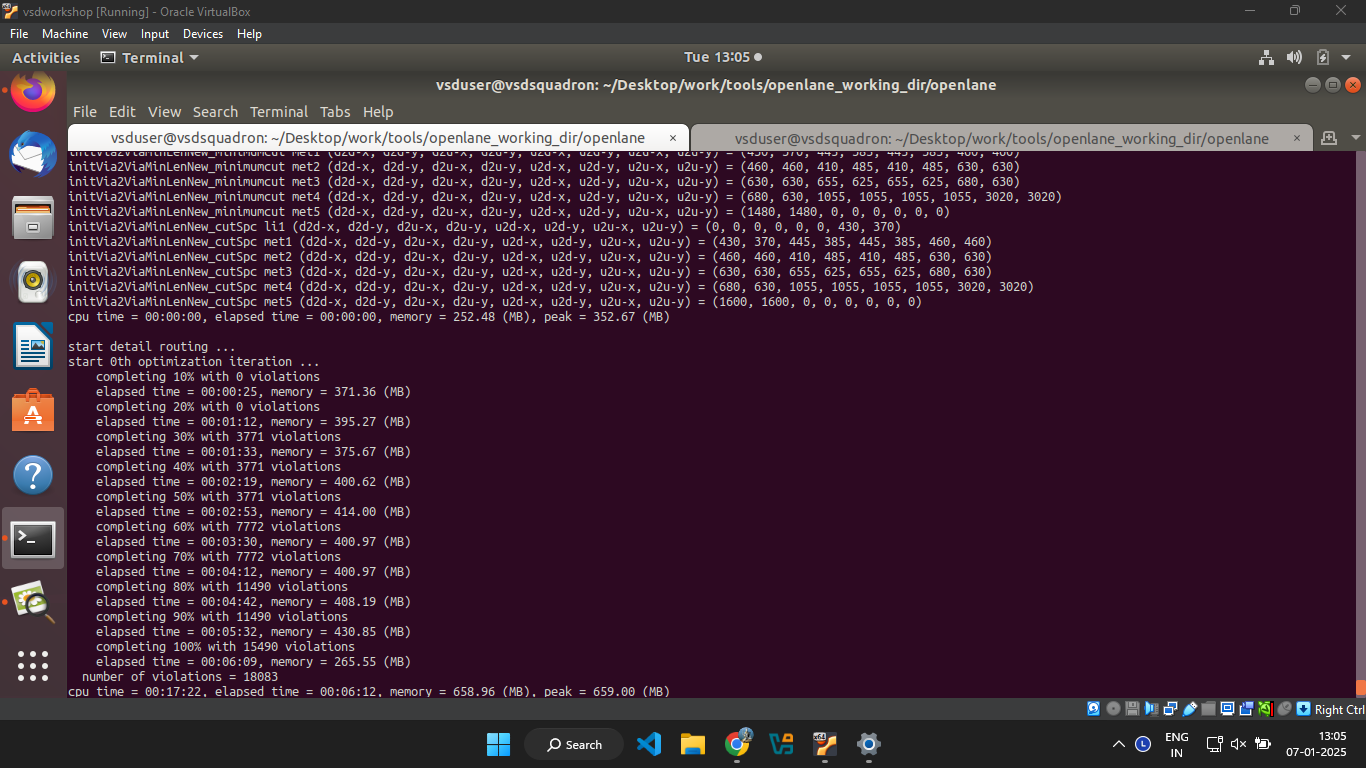 vsdworkshop [Running] - Oracle VirtualBox
File Machine View Input Devices Help
Activities Terminal Tue 13:05
vsduser@vsdsquadron: ~/Desktop/work/tools/openlane_working_dir/openlane
File Edit View Search Terminal Tabs Help
vsduser@vsdsquadron: ~/Desktop/work/tools/openlane_working_dir/openlane × vsduser@vsdsquadron: ~/Desktop/work/tools/openlane_working_dir/openlane ×
initVia2ViaMinLenNew_minimumcut met1 (d2d-x, d2d-y, d2u-x, d2u-y, u2d-x, u2d-y, u2u-x, u2u-y) = (430, 370, 445, 385, 445, 385, 460, 460)
initVia2ViaMinLenNew_minimumcut met2 (d2d-x, d2d-y, d2u-x, d2u-y, u2d-x, u2d-y, u2u-x, u2u-y) = (460, 460, 410, 485, 410, 485, 630, 630)
initVia2ViaMinLenNew_minimumcut met3 (d2d-x, d2d-y, d2u-x, d2u-y, u2d-x, u2d-y, u2u-x, u2u-y) = (630, 630, 655, 625, 655, 625, 680, 630)
initVia2ViaMinLenNew_minimumcut met4 (d2d-x, d2d-y, d2u-x, d2u-y, u2d-x, u2d-y, u2u-x, u2u-y) = (680, 630, 1055, 1055, 1055, 1055, 3020, 3020)
initVia2ViaMinLenNew_minimumcut met5 (d2d-x, d2d-y, d2u-x, d2u-y, u2d-x, u2d-y, u2u-x, u2u-y) = (1480, 1480, 0, 0, 0, 0, 0, 0)
initVia2ViaMinLenNew_cutSpc li1 (d2d-x, d2d-y, d2u-x, d2u-y, u2d-x, u2d-y, u2u-x, u2u-y) = (0, 0, 0, 0, 0, 0, 430, 370)
initVia2ViaMinLenNew_cutSpc met1 (d2d-x, d2d-y, d2u-x, d2u-y, u2d-x, u2d-y, u2u-x, u2u-y) = (430, 370, 445, 385, 445, 385, 460, 460)
initVia2ViaMinLenNew_cutSpc met2 (d2d-x, d2d-y, d2u-x, d2u-y, u2d-x, u2d-y, u2u-x, u2u-y) = (460, 460, 410, 485, 410, 485, 630, 630)
initVia2ViaMinLenNew_cutSpc met3 (d2d-x, d2d-y, d2u-x, d2u-y, u2d-x, u2d-y, u2u-x, u2u-y) = (630, 630, 655, 625, 655, 625, 680, 630)
initVia2ViaMinLenNew_cutSpc met4 (d2d-x, d2d-y, d2u-x, d2u-y, u2d-x, u2d-y, u2u-x, u2u-y) = (680, 630, 1055, 1055, 1055, 1055, 3020, 3020)
initVia2ViaMinLenNew_cutSpc met5 (d2d-x, d2d-y, d2u-x, d2u-y, u2d-x, u2d-y, u2u-x, u2u-y) = (1600, 1600, 0, 0, 0, 0, 0, 0)
cpu time = 00:00:00, elapsed time = 00:00:00, memory = 252.48 (MB), peak = 352.67 (MB)
start detail routing ...
start 0th optimization iteration ...
completing 10% with 0 violations
elapsed time = 00:00:25, memory = 371.36 (MB)
completing 20% with 0 violations
elapsed time = 00:01:12, memory = 395.27 (MB)
completing 30% with 3771 violations
elapsed time = 00:01:33, memory = 375.67 (MB)
completing 40% with 3771 violations
elapsed time = 00:02:19, memory = 400.62 (MB)
completing 50% with 3771 violations
elapsed time = 00:02:53, memory = 414.00 (MB)
completing 60% with 7772 violations
elapsed time = 00:03:30, memory = 400.97 (MB)
completing 70% with 7772 violations
elapsed time = 00:04:12, memory = 400.97 (MB)
completing 80% with 11490 violations
elapsed time = 00:04:42, memory = 408.19 (MB)
completing 90% with 11490 violations
elapsed time = 00:05:32, memory = 430.85 (MB)
completing 100% with 15490 violations
elapsed time = 00:06:09, memory = 265.55 (MB)
number of violations = 18083
cpu time = 00:17:22, elapsed time = 00:06:12, memory = 658.96 (MB), peak = 659.00 (MB)
Right Ctrl
Search
ENG
IN
13:05
07-01-2025